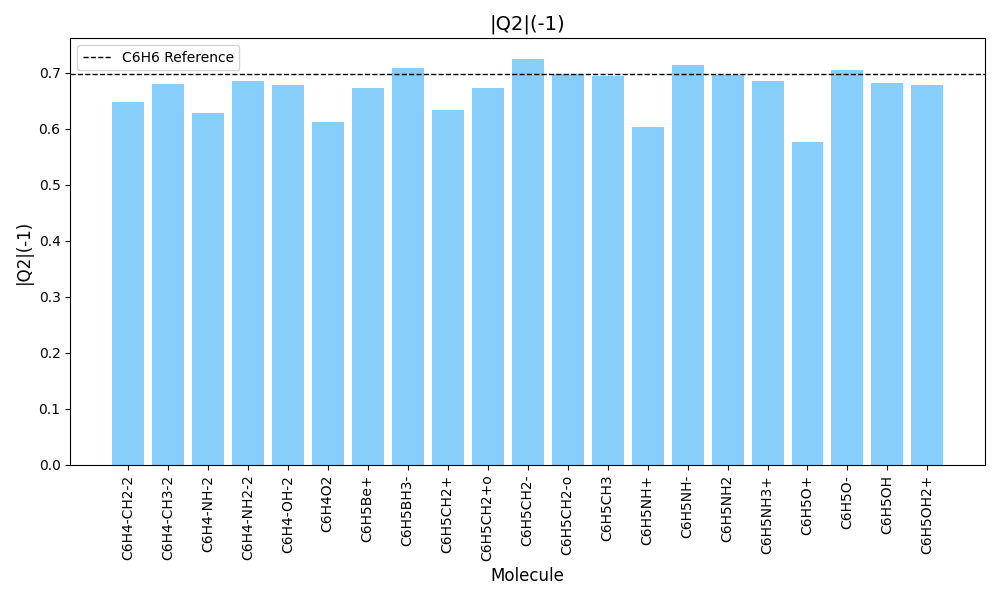 |Q2|(-1)
C6H6 Reference
|Q2|(-1)
0.7
0.6
0.5
0.4
0.3
0.2
0.1
0.0
C6H4-CH2-2
C6H4-CH3-2
C6H4-NH-2
C6H4-NH2-2
C6H4-OH-2
C6H4O2
C6H5Be+
C6H5BH3-
C6H5CH2+
C6H5CH2+o
C6H5CH2-
C6H5CH2-o
C6H5CH3
C6H5NH+
C6H5NH-
C6H5NH2
C6H5NH3+
C6H5O+
C6H5O-
C6H5OH
C6H5OH2+
Molecule